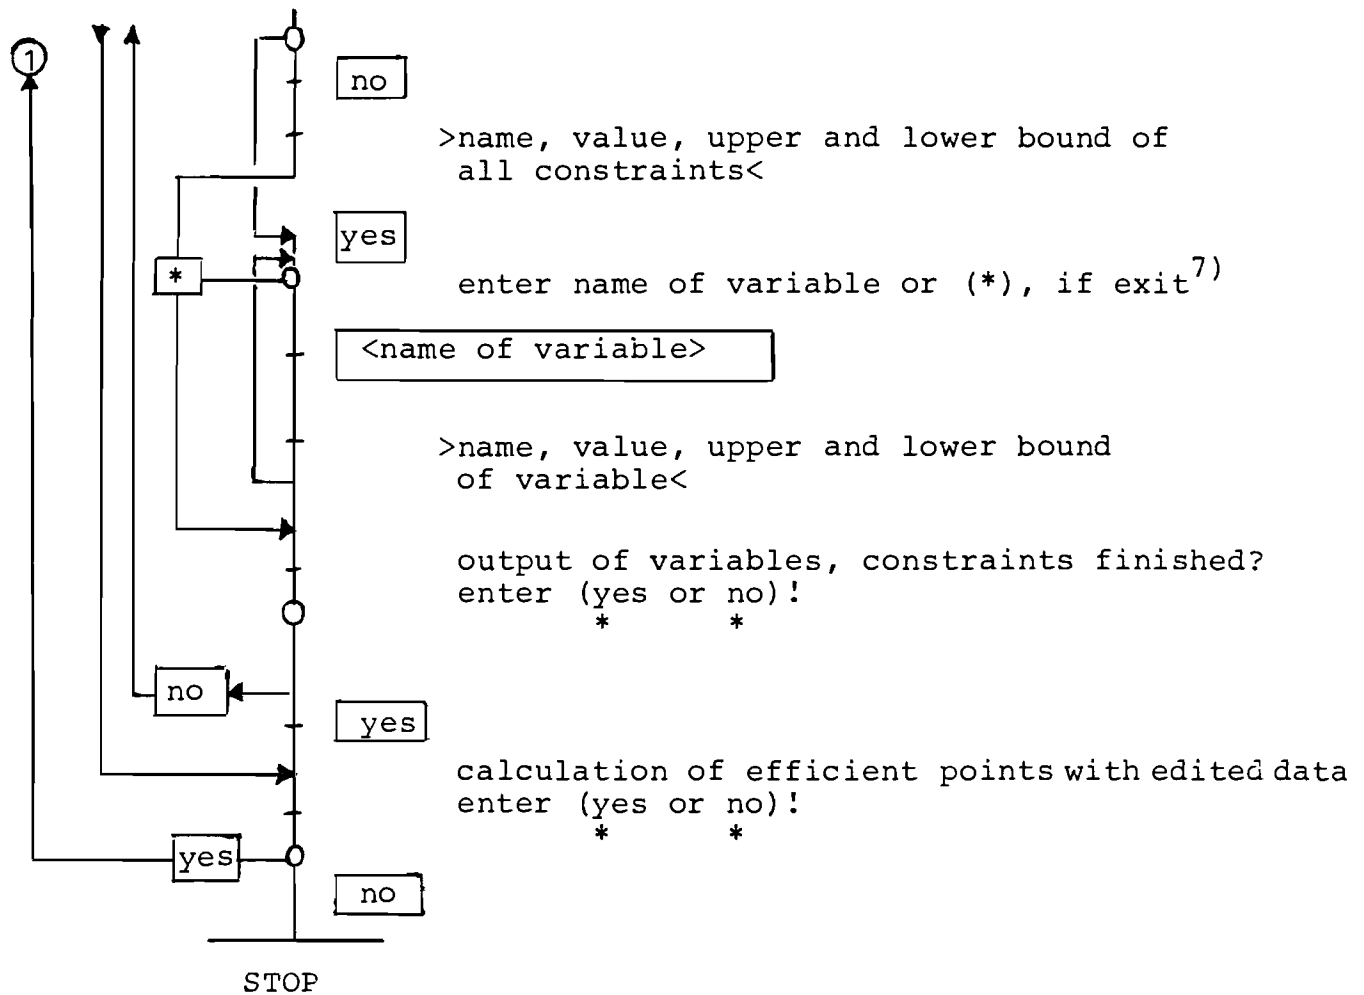 1
no
>name, value, upper and lower bound of
all constraints<
yes
*
enter name of variable or (*), if exit7)
<name of variable>
>name, value, upper and lower bound
of variable<
output of variables, constraints finished?
enter (yes or no)!
* *
no
yes
calculation of efficient points with edited data
enter (yes or no)!
* *
yes
no
STOP